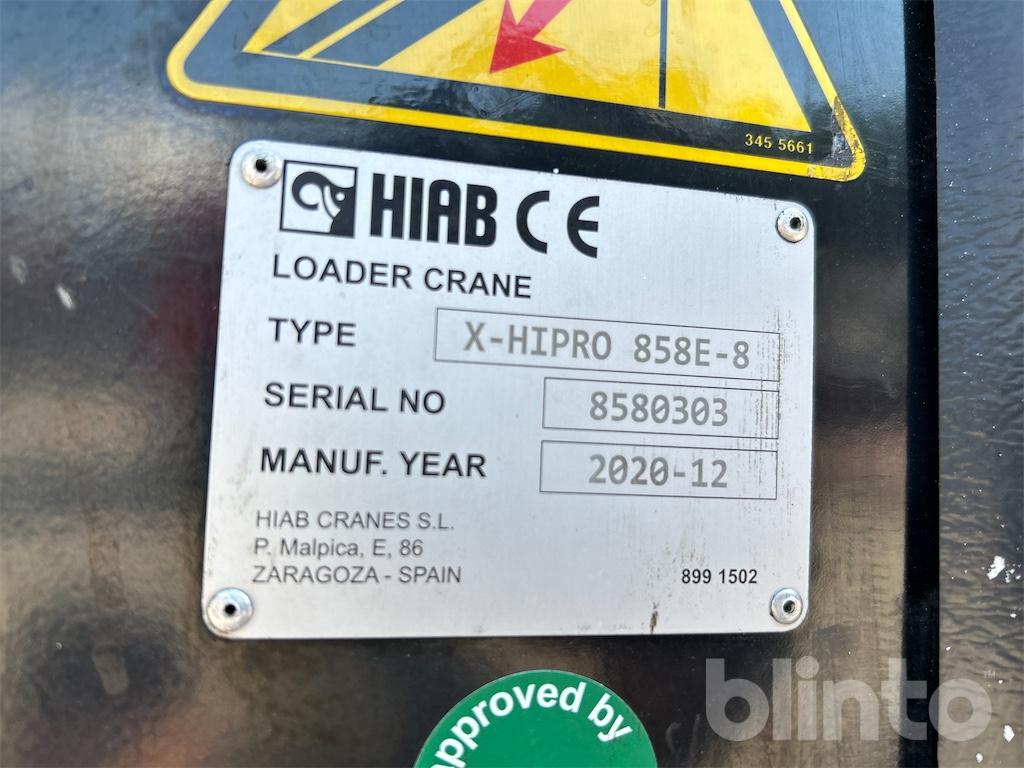 345 5661
HIAB CE
LOADER CRANE
TYPE X-HIPRO 858E-8
SERIAL NO 8580303
MANUF. YEAR 2020-12
HIAB CRANES S.L.
P. Malpica, E, 86
ZARAGOZA - SPAIN
899 1502
Approved by
blinto